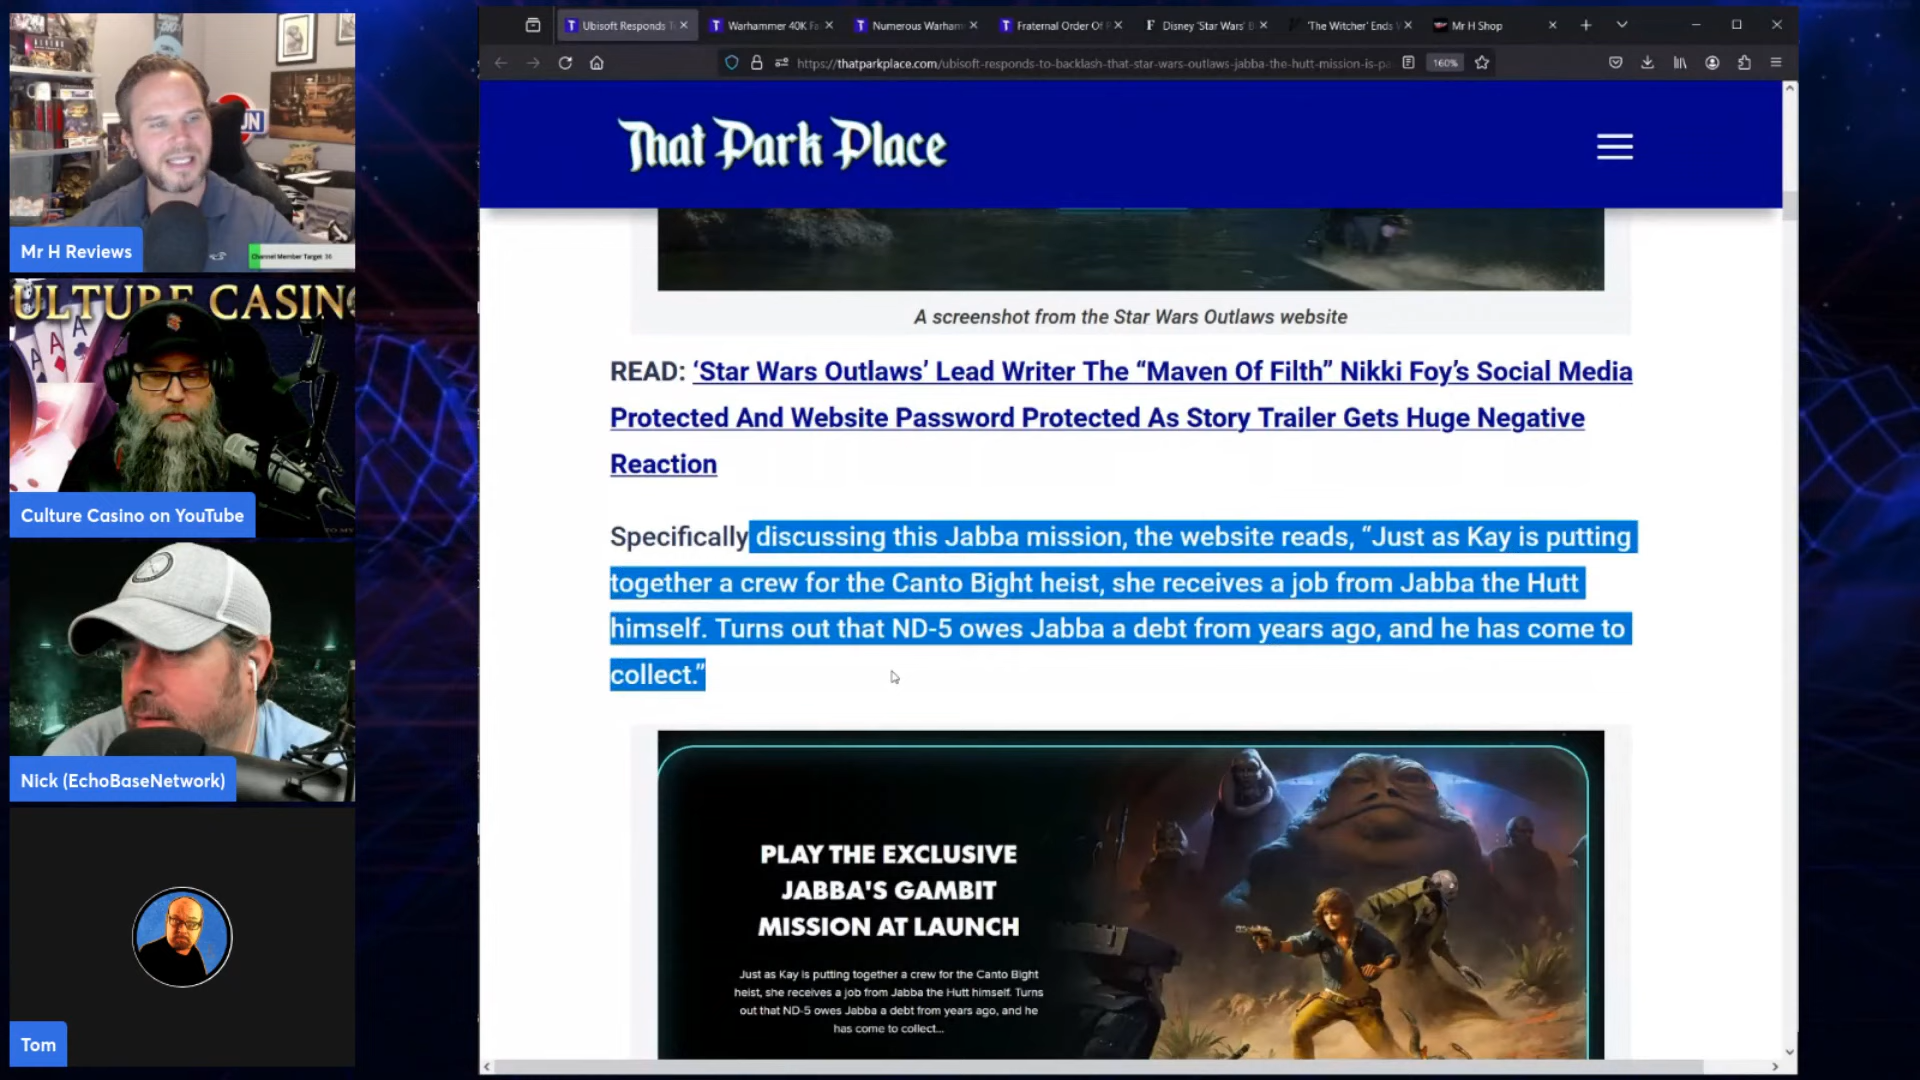 Ubisoft Responds T
Warhammer 40K Fa
Numerous Warham
Fraternal Order Of P
F Disney 'Star Wars' B
'The Witcher' Ends
Mr H Shop
https://thatparkplace.com/ubisoft-responds-to-backlash-that-star-wars-outlaws-jabba-the-hutt-mission-is-pa
160%
That Park Place
A screenshot from the Star Wars Outlaws website
READ: ‘Star Wars Outlaws’ Lead Writer The “Maven Of Filth” Nikki Foy’s Social Media
Protected And Website Password Protected As Story Trailer Gets Huge Negative
Reaction
Specifically discussing this Jabba mission, the website reads, “Just as Kay is putting
together a crew for the Canto Bight heist, she receives a job from Jabba the Hutt
himself. Turns out that ND-5 owes Jabba a debt from years ago, and he has come to
collect.”
PLAY THE EXCLUSIVE
JABBA'S GAMBIT
MISSION AT LAUNCH
Just as Kay is putting together a crew for the Canto Bight
heist, she receives a job from Jabba the Hutt himself. Turns
out that ND-5 owes Jabba a debt from years ago, and he
has come to collect...
Mr H Reviews
Channel Member Target
ULTURE CASIN
Culture Casino on YouTube
Nick (EchoBaseNetwork)
Tom